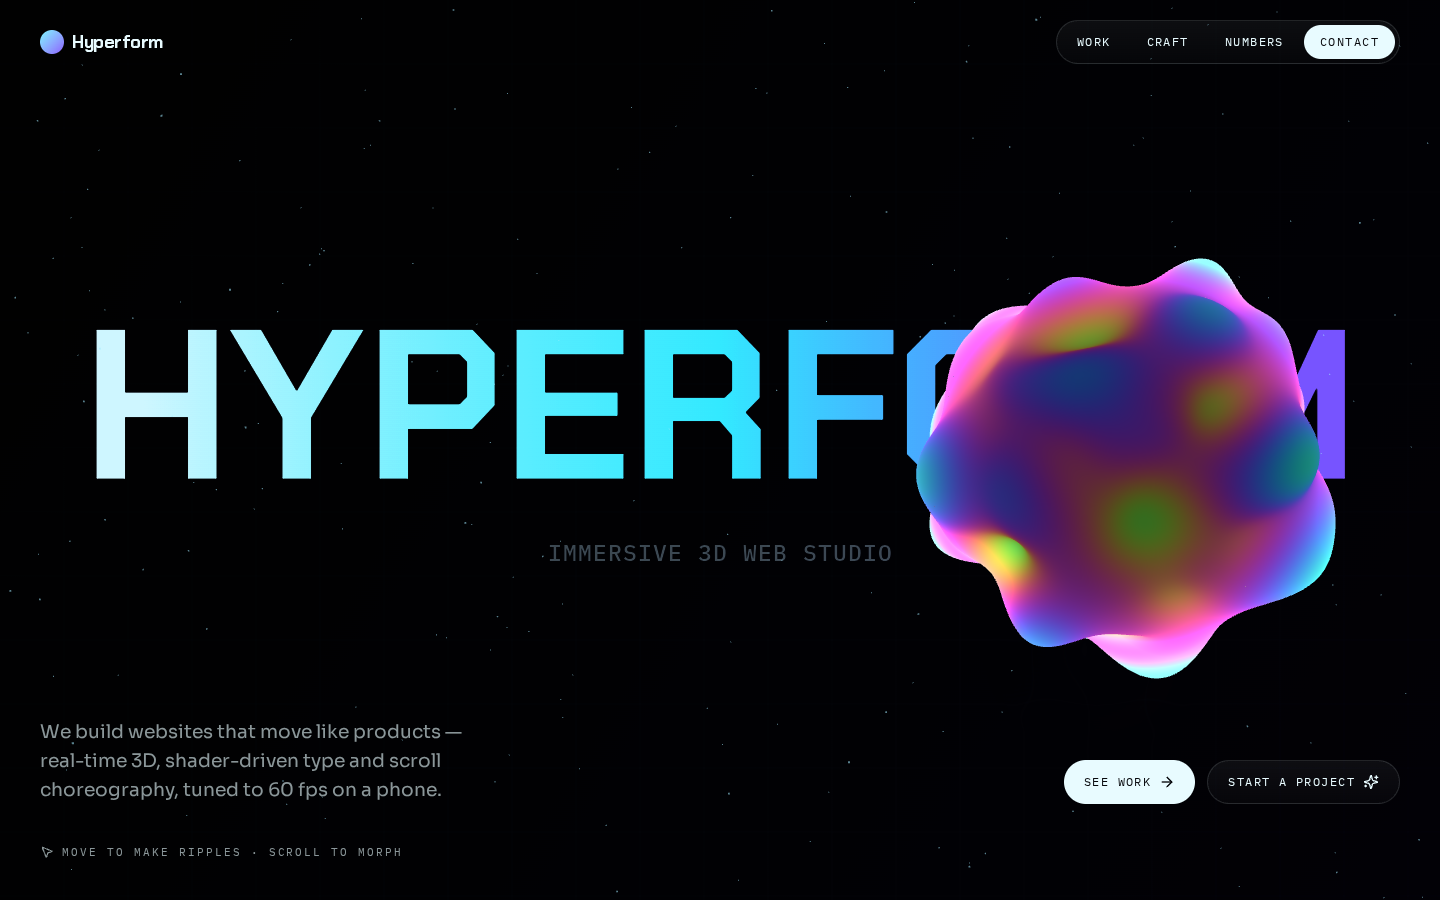 Hyperform
WORK CRAFT NUMBERS CONTACT
HYPERF M
IMMERSIVE 3D WEB STUDIO
We build websites that move like products —
real-time 3D, shader-driven type and scroll
choreography, tuned to 60 fps on a phone.
SEE WORK START A PROJECT
MOVE TO MAKE RIPPLES · SCROLL TO MORPH